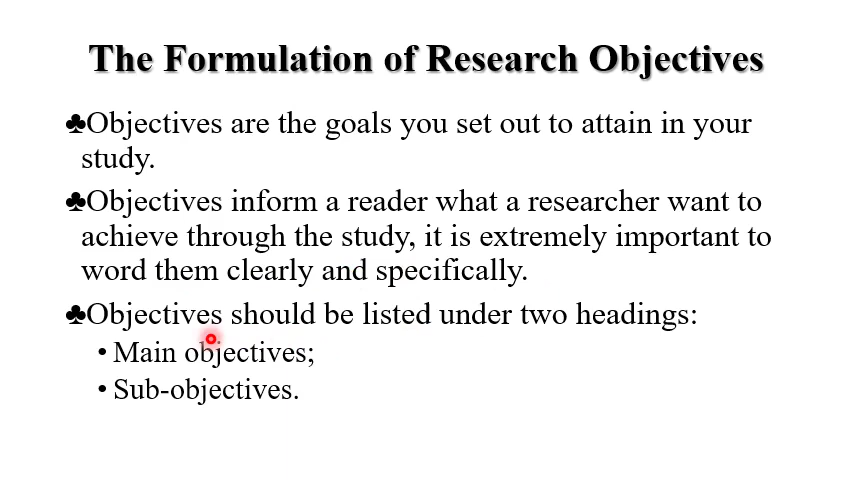 The Formulation of Research Objectives
♣Objectives are the goals you set out to attain in your
study.
♣Objectives inform a reader what a researcher want to
achieve through the study, it is extremely important to
word them clearly and specifically.
♣Objectives should be listed under two headings:
• Main objectives;
• Sub-objectives.